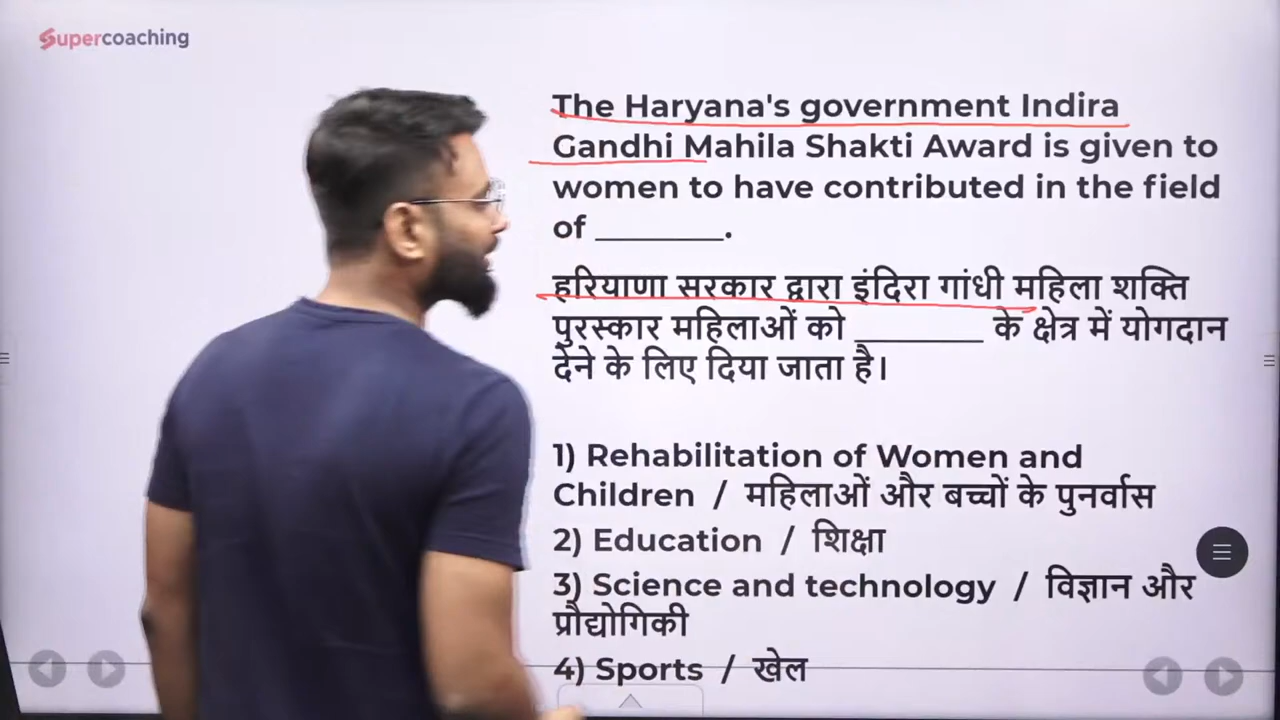 Supercoaching
The Haryana's government Indira
Gandhi Mahila Shakti Award is given to
women to have contributed in the field
of ________.
हरियाणा सरकार द्वारा इंदिरा गांधी महिला शक्ति
पुरस्कार महिलाओं को ________ के क्षेत्र में योगदान
देने के लिए दिया जाता है।
1) Rehabilitation of Women and
Children / महिलाओं और बच्चों के पुनर्वास
2) Education / शिक्षा
3) Science and technology / विज्ञान और
प्रौद्योगिकी
4) Sports / खेल